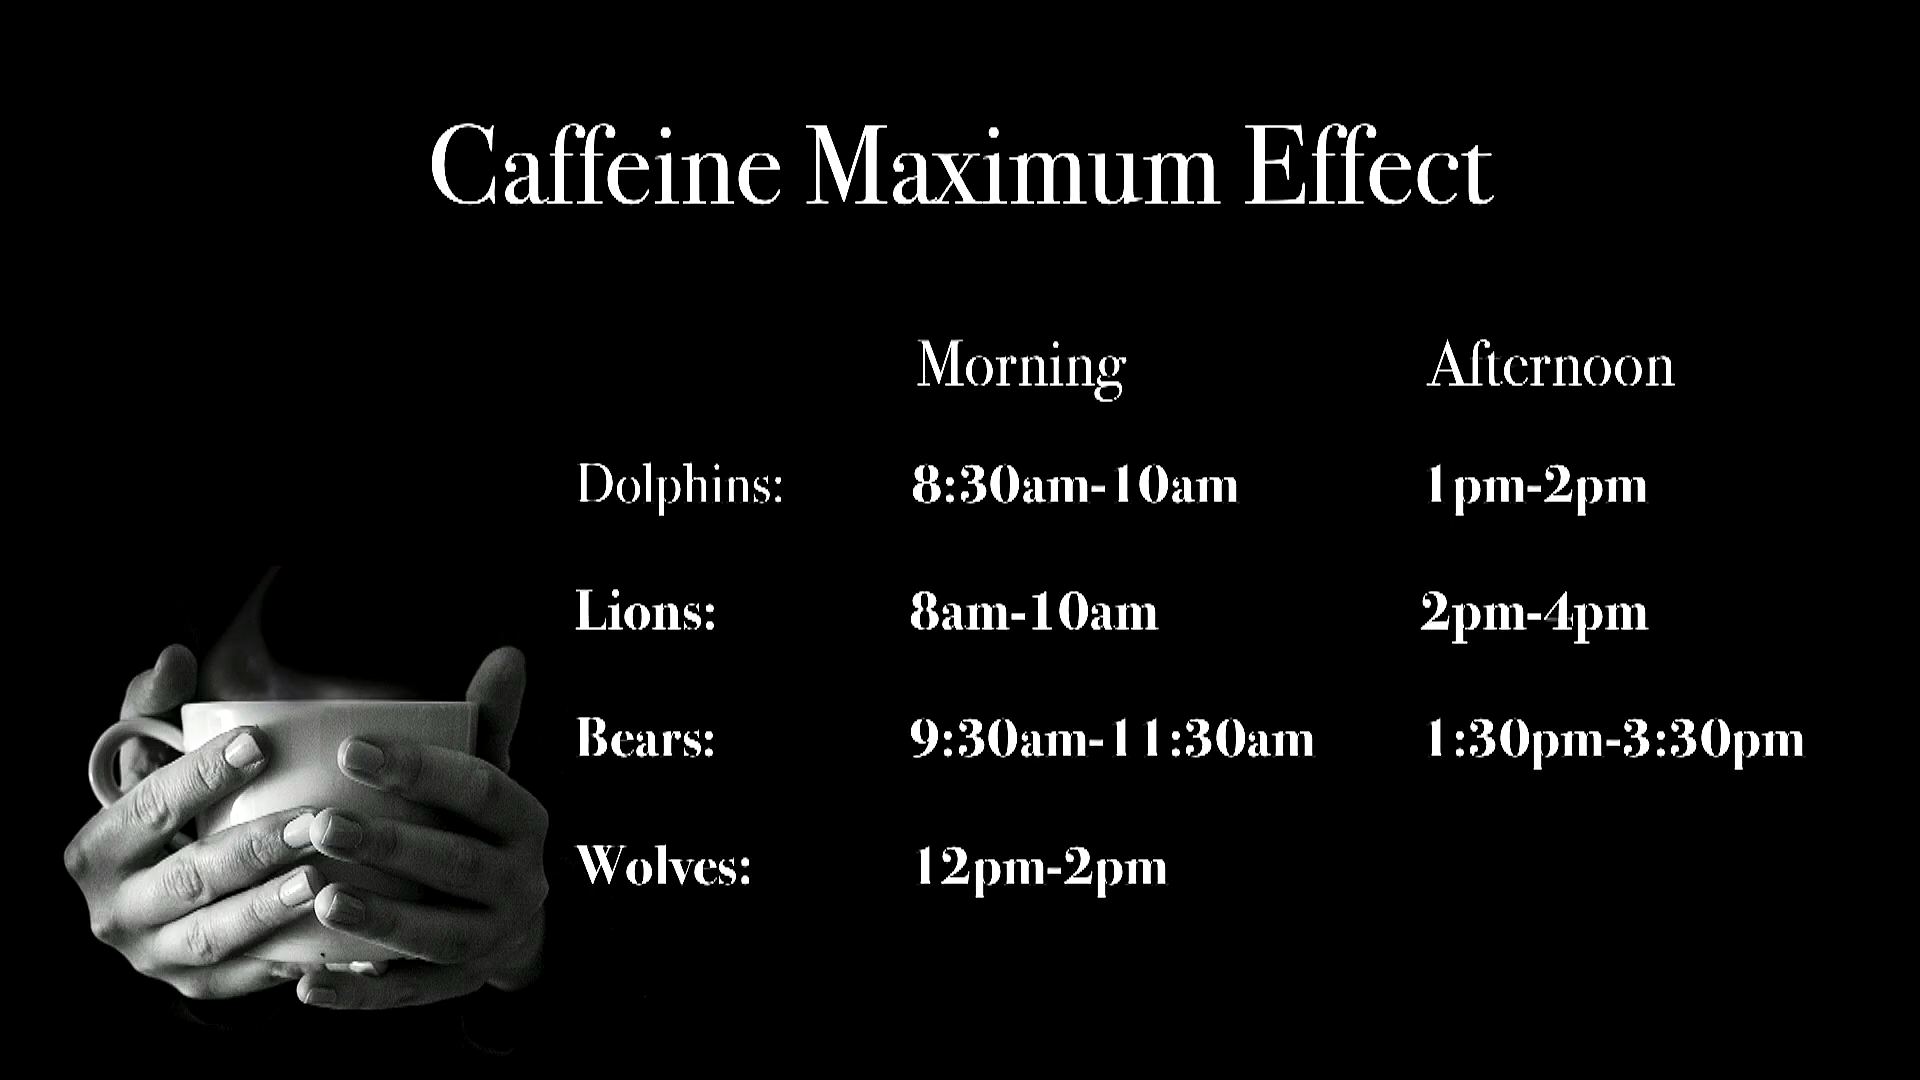 Caffeine Maximum Effect
Morning Afternoon
Dolphins: 8:30am-10am 1pm-2pm
Lions: 8am-10am 2pm-4pm
Bears: 9:30am-11:30am 1:30pm-3:30pm
Wolves: 12pm-2pm